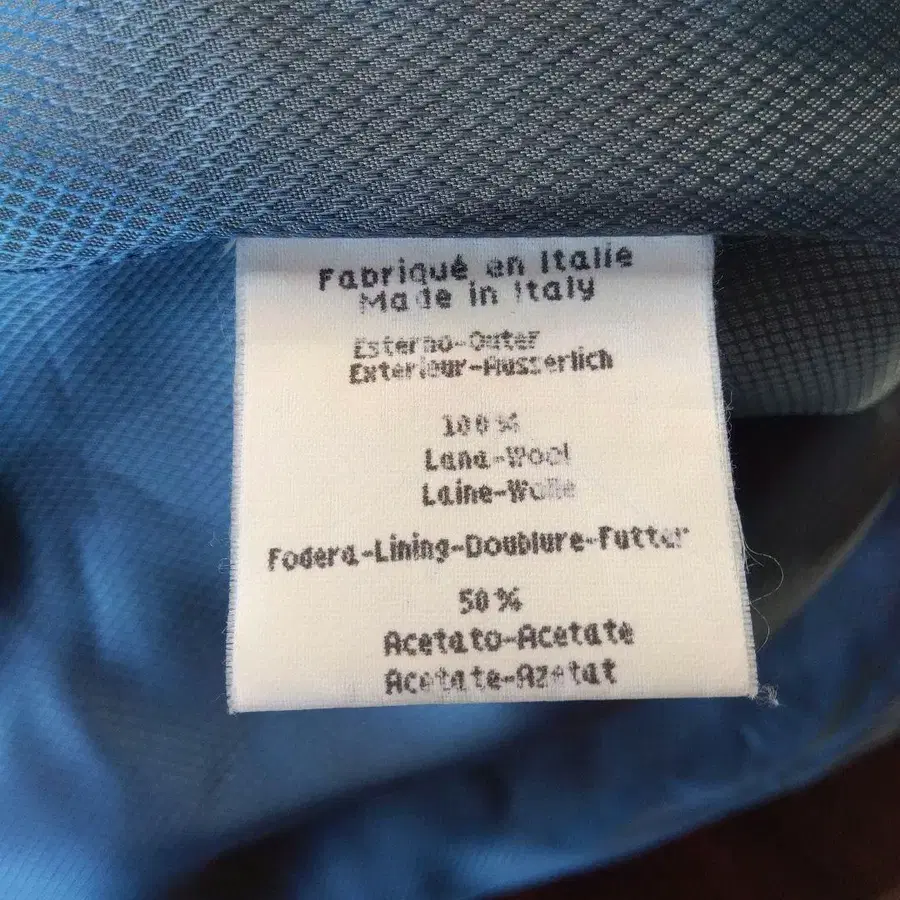 Fabriqué en Italie
Made in Italy
Esterno-Outer
Exterieur-Ausserlich
100%
Lana-Wool
Laine-Wolle
Fodera-Lining-Doublure-Futter
50%
Acetato-Acetate
Acetate-Azetat